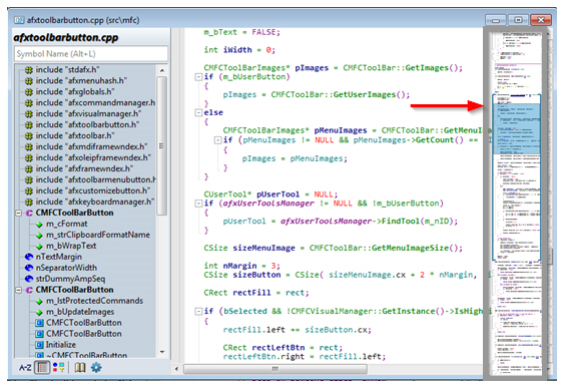 afxtoolbarbutton.cpp (src\mfc)
afxtoolbarbutton.cpp
Symbol Name (Alt+L)
include "stdafx.h"
include "afxmenuhash.h"
include "afxglobals.h"
include "afxcommandmanager.h
include "afxvisualmanager.h"
include "afxtoolbarbutton.h"
include "afxtoolbar.h"
include "afxmdiframewndex.h"
include "afxoleipframewndex.h"
include "afxframewndex.h"
include "afxtoolbarmenubutton.h"
include "afxcustomizebutton.h"
include "afxkeyboardmanager.h"
CMFCToolBarButton
m_cFormat
m_strClipboardFormatName
m_bWrapText
nTextMargin
nSeparatorWidth
strDummyAmpSeq
CMFCToolBarButton
m_lstProtectedCommands
m_bUpdateImages
CMFCToolBarButton
CMFCToolBarButton
Initialize
~CMFCToolBarButton
A-Z
m_bText = FALSE;
int iWidth = 0;
CMFCToolBarImages* pImages = CMFCToolBar::GetImages();
if (m_bUserButton)
{
pImages = CMFCToolBar::GetUserImages();
}
else
{
CMFCToolBarImages* pMenuImages = CMFCToolBar::GetMenuIma
if (pMenuImages != NULL && pMenuImages->GetCount() ==
{
pImages = pMenuImages;
}
}
CUserTool* pUserTool = NULL;
if (afxUserToolsManager != NULL && !m_bUserButton)
{
pUserTool = afxUserToolsManager->FindTool(m_nID);
}
CSize sizeMenuImage = CMFCToolBar::GetMenuImageSize();
int nMargin = 3;
CSize sizeButton = CSize( sizeMenuImage.cx + 2 * nMargin,
CRect rectFill = rect;
if (bSelected && !CMFCVisualManager::GetInstance()->IsHigh
{
rectFill.left += sizeButton.cx;
CRect rectLeftBtn = rect;
rectLeftBtn.right = rectFill.left;